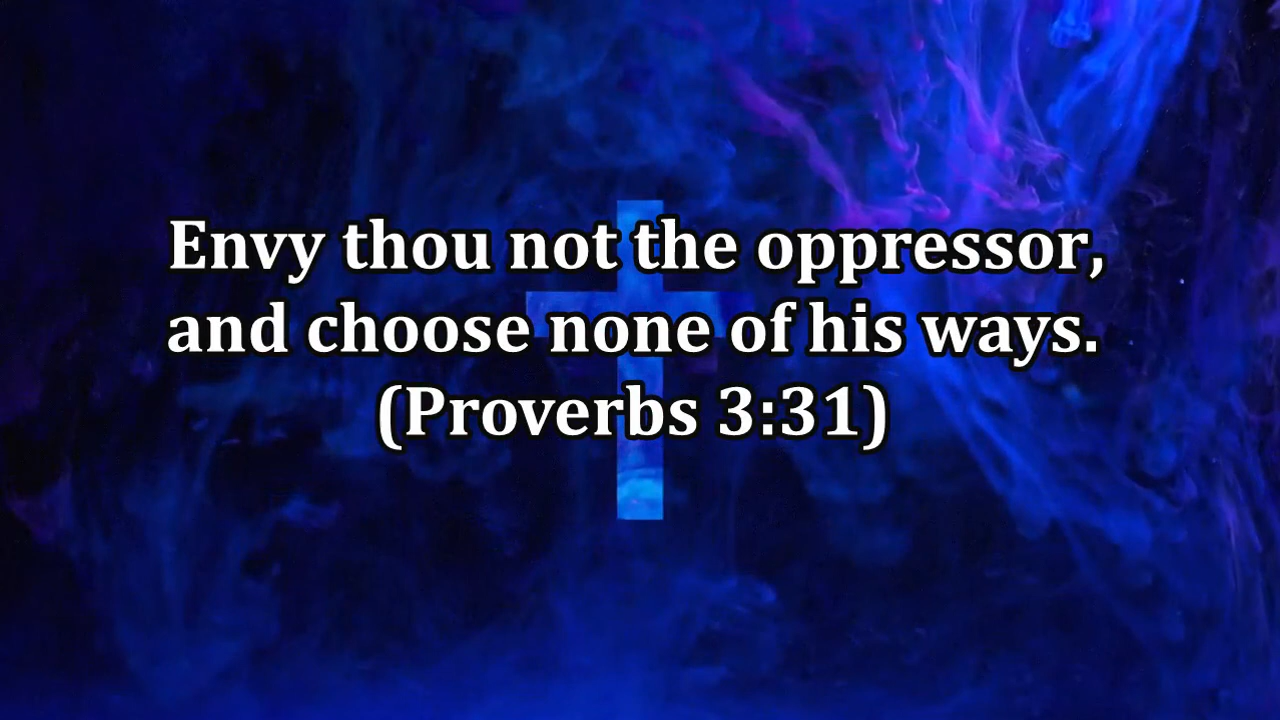 Envy thou not the oppressor,
and choose none of his ways.
(Proverbs 3:31)